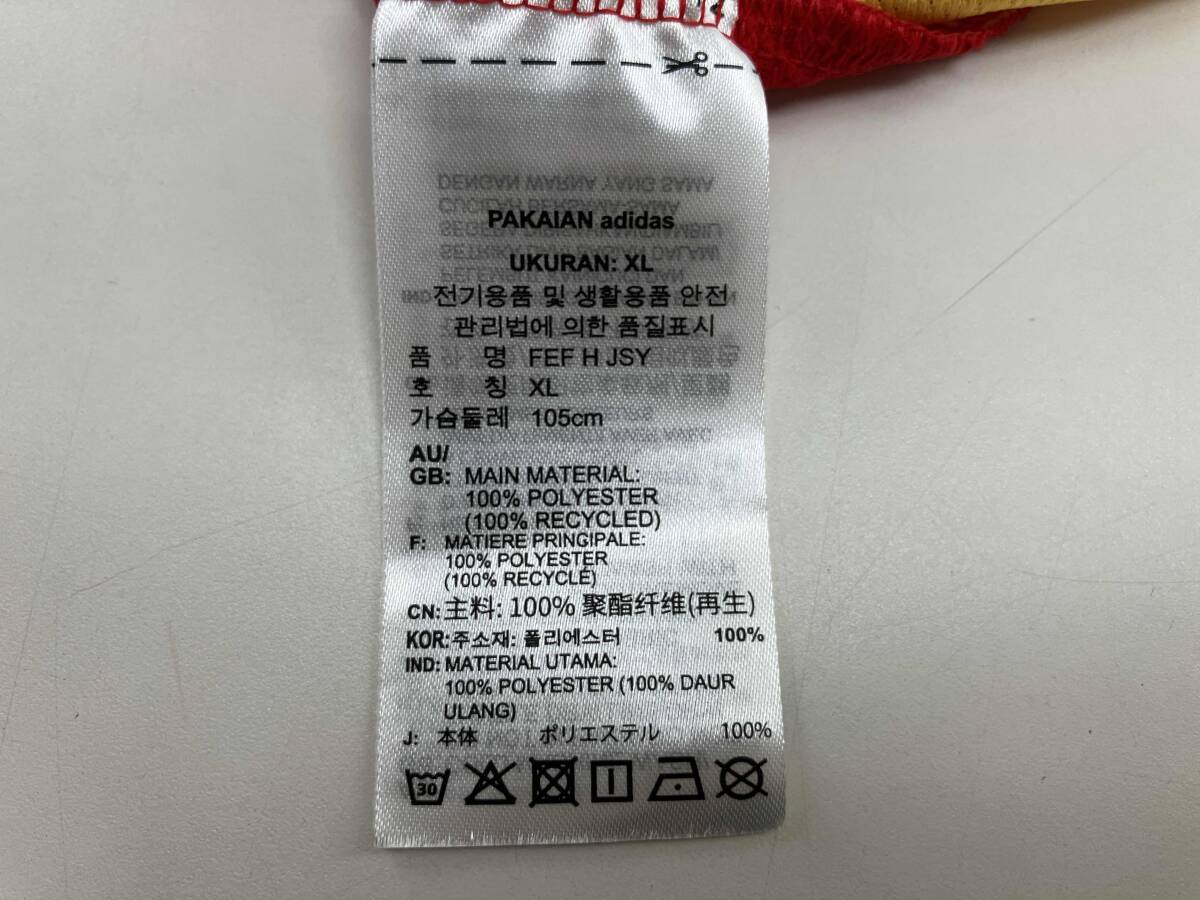 PAKAIAN adidas
UKURAN: XL
전기용품 및 생활용품 안전
관리법에 의한 품질표시
품 명 FEF H JSY
호 칭 XL
가슴둘레 105cm
AU/
GB: MAIN MATERIAL:
100% POLYESTER
(100% RECYCLED)
F: MATIERE PRINCIPALE:
100% POLYESTER
(100% RECYCLÉ)
CN: 主料: 100% 聚酯纤维(再生)
KOR: 주소재: 폴리에스터 100%
IND: MATERIAL UTAMA:
100% POLYESTER (100% DAUR
ULANG)
J: 本体 ポリエステル 100%
30